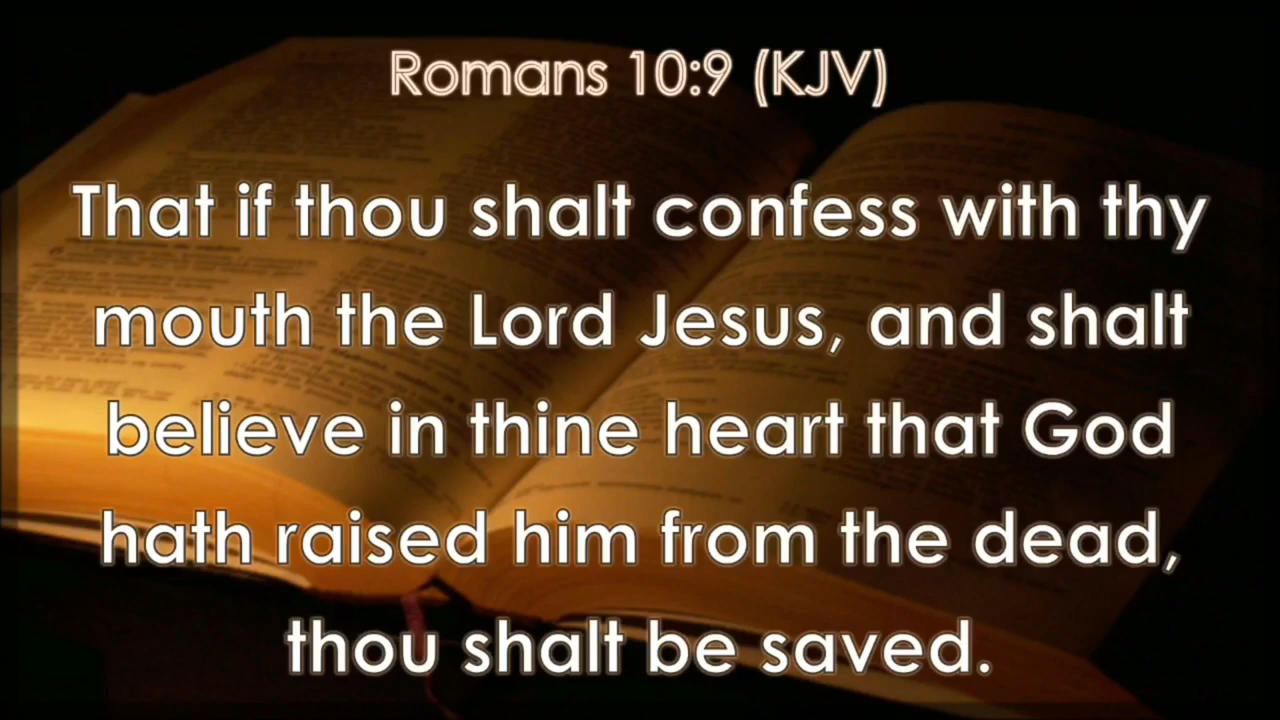 Romans 10:9 (KJV)
That if thou shalt confess with thy
mouth the Lord Jesus, and shalt
believe in thine heart that God
hath raised him from the dead,
thou shalt be saved.